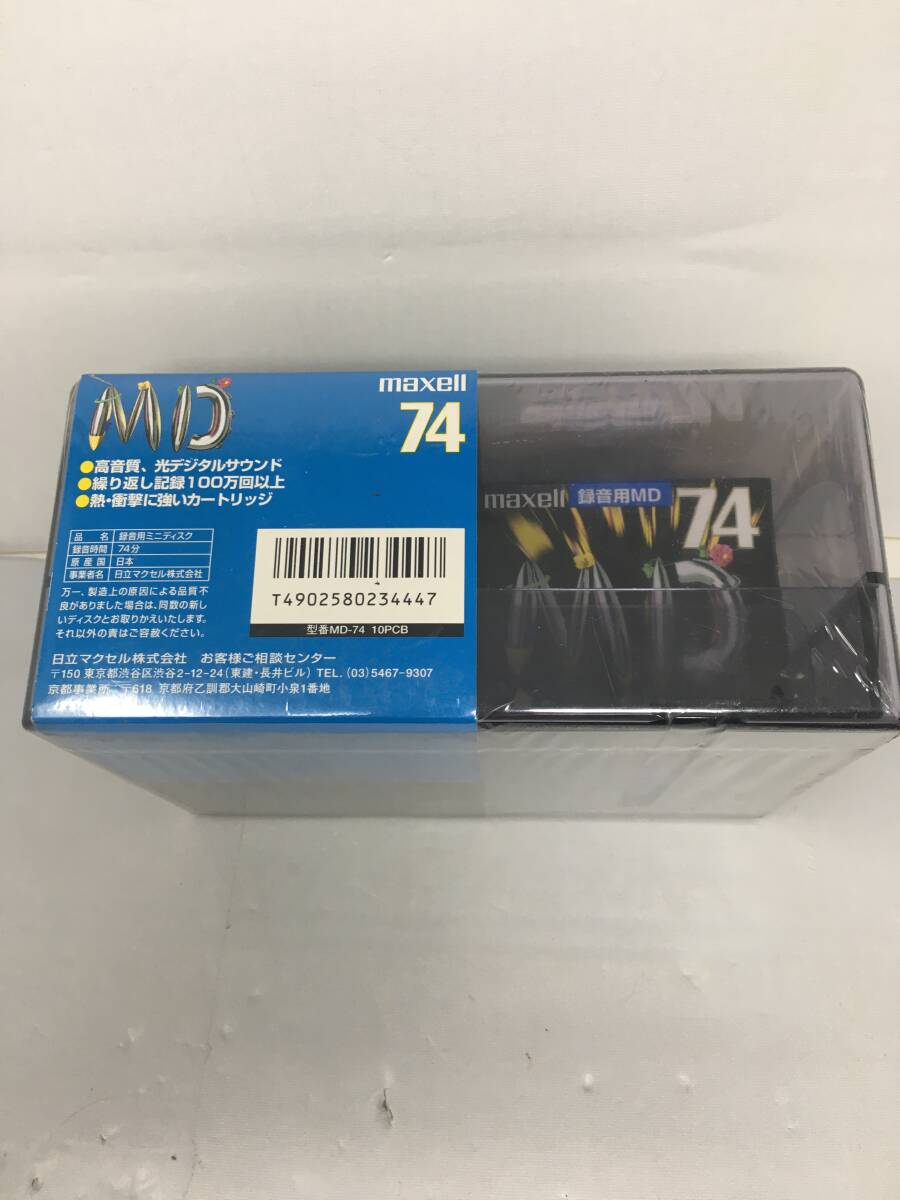 MD
maxell
74
●高音質、光デジタルサウンド
●繰り返し記録100万回以上
●熱・衝撃に強いカートリッジ
品名 録音用ミニディスク
録音時間 74分
原産国 日本
事業者名 日立マクセル株式会社
万一、製造上の原因による品質不
良がありました場合は、同数の新し
いディスクとお取りかえいたします。
それ以外の責はご容赦ください。
T4902580234447
型番MD-74 10PCB
日立マクセル株式会社 お客様ご相談センター
〒150 東京都渋谷区渋谷2-12-24(東建・長井ビル) TEL. (03)5467-9307
京都事業所 〒618 京都府乙訓郡大山崎町小泉1番地
maxell 録音用MD 74
MD